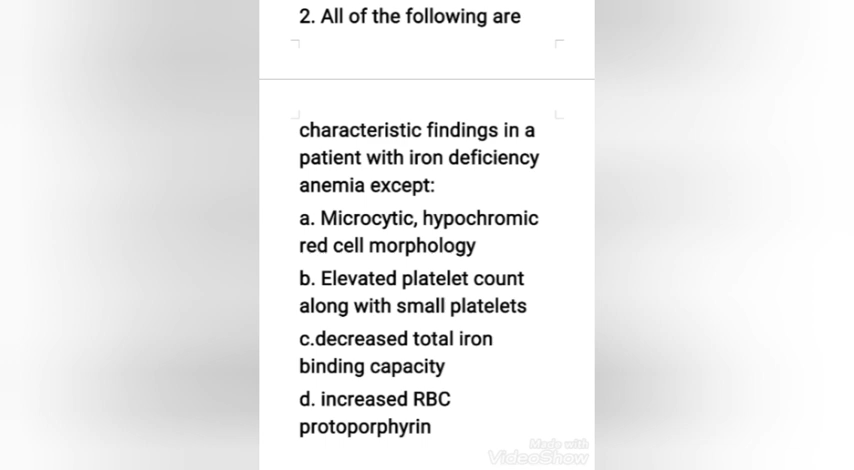 2. All of the following are
characteristic findings in a
patient with iron deficiency
anemia except:
a. Microcytic, hypochromic
red cell morphology
b. Elevated platelet count
along with small platelets
c.decreased total iron
binding capacity
d. increased RBC
protoporphyrin
Made with
VideoShow